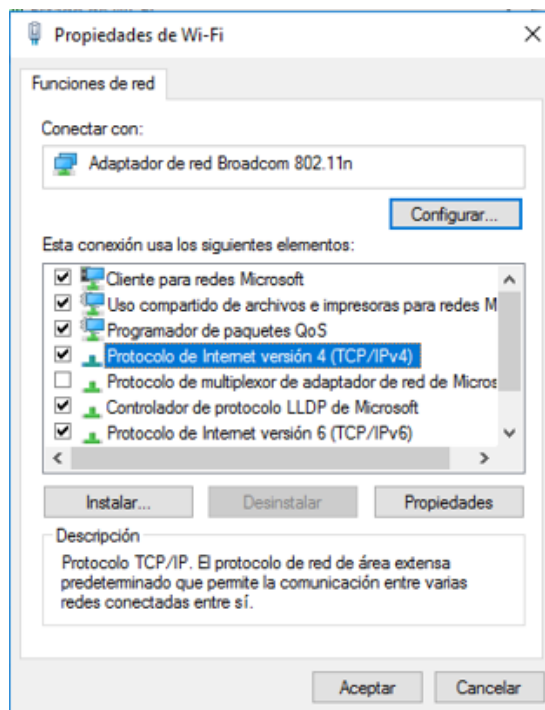 Propiedades de Wi-Fi
Funciones de red
Conectar con:
Adaptador de red Broadcom 802.11n
Configurar...
Esta conexión usa los siguientes elementos:
Cliente para redes Microsoft
Uso compartido de archivos e impresoras para redes M
Programador de paquetes QoS
Protocolo de Internet versión 4 (TCP/IPv4)
Protocolo de multiplexor de adaptador de red de Micros
Controlador de protocolo LLDP de Microsoft
Protocolo de Internet versión 6 (TCP/IPv6)
Instalar...
Desinstalar
Propiedades
Descripción
Protocolo TCP/IP. El protocolo de red de área extensa
predeterminado que permite la comunicación entre varias
redes conectadas entre sí.
Aceptar
Cancelar